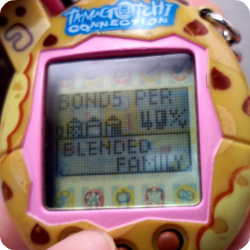 TAMAGOTCHI
CONNECTION
BONDS PER
40%
BLENDED
FAMILY